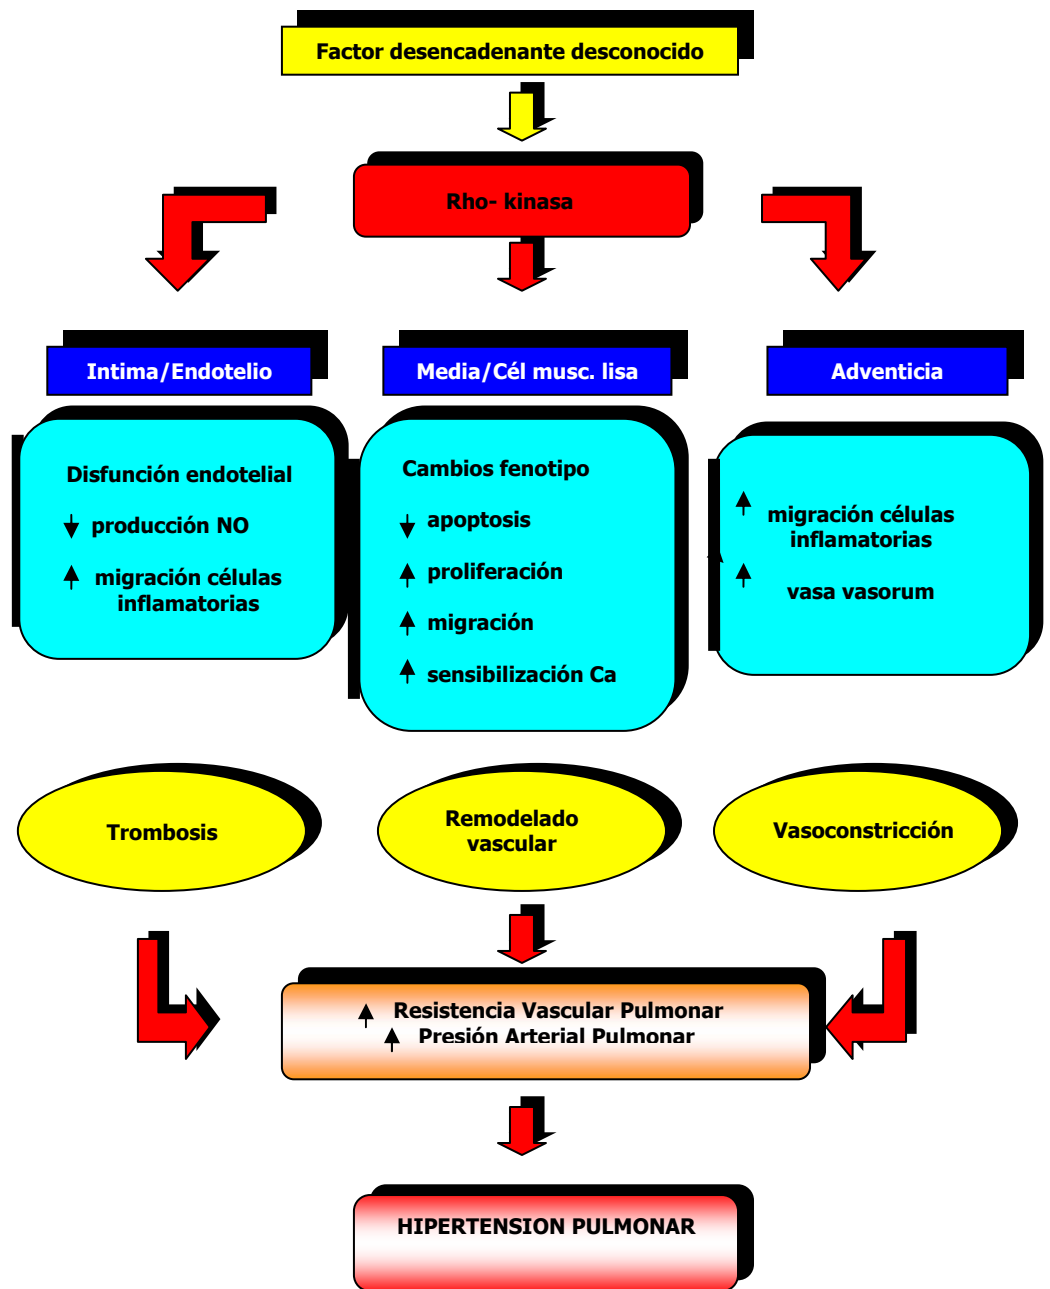 Factor desencadenante desconocido
Rho- kinasa
Intima/Endotelio
Media/Cél musc. lisa
Adventicia
Disfunción endotelial
producción NO
migración células
inflamatorias
Cambios fenotipo
apoptosis
proliferación
migración
sensibilización Ca
migración células
inflamatorias
vasa vasorum
Trombosis
Remodelado
vascular
Vasoconstricción
Resistencia Vascular Pulmonar
Presión Arterial Pulmonar
HIPERTENSION PULMONAR